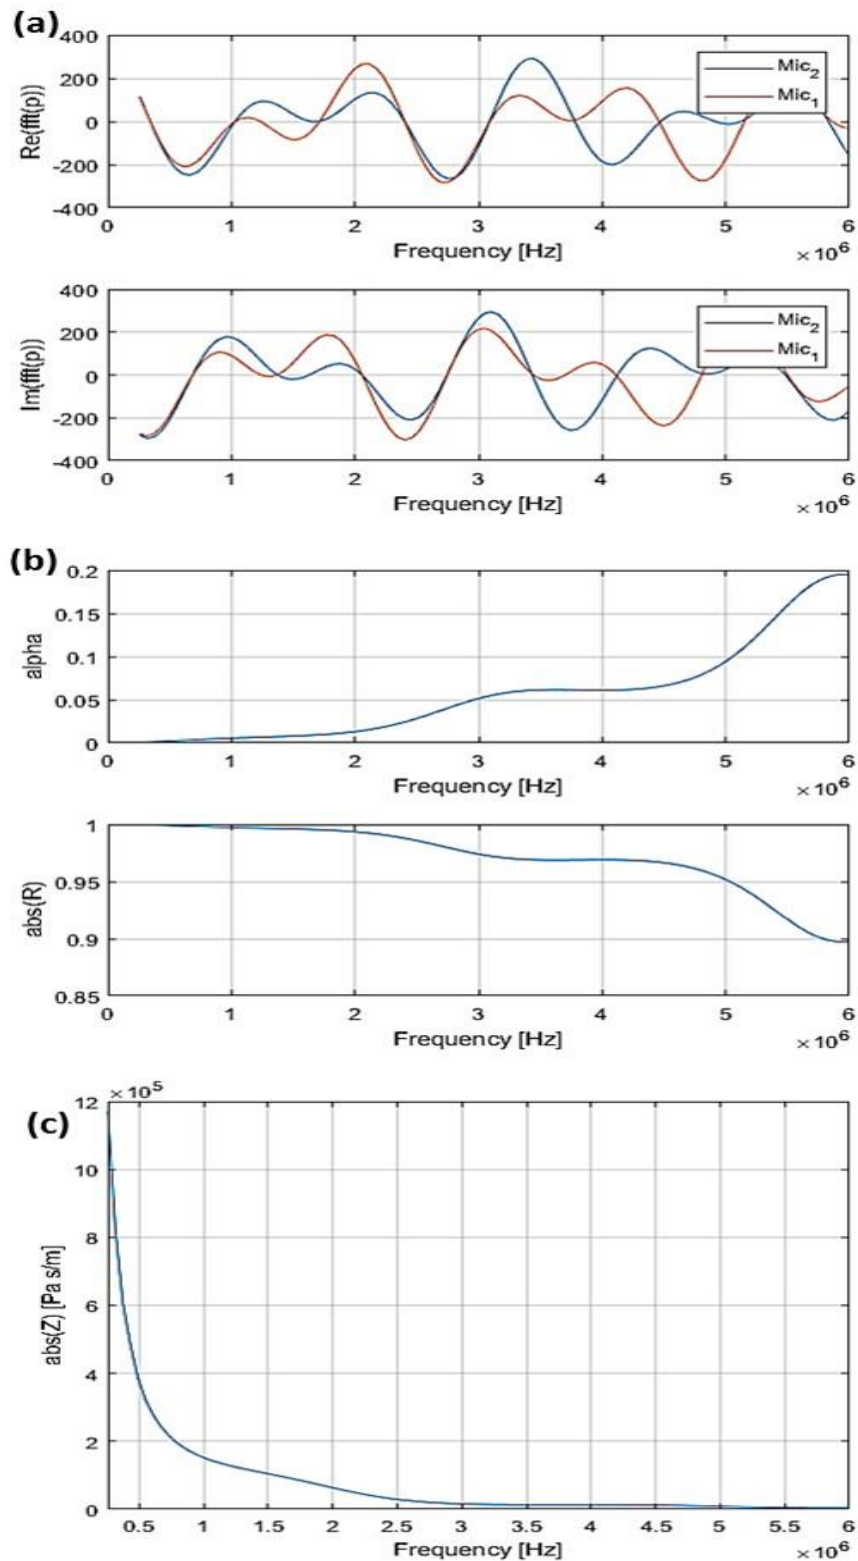 (a)
400
200
0
-200
-400
Re(fft(p))
Mic2
Mic1
0 1 2 3 4 5 6
Frequency [Hz]
×10^6
400
200
0
-200
-400
Im(fft(p))
Mic2
Mic1
0 1 2 3 4 5 6
Frequency [Hz]
×10^6
(b)
0.2
0.15
0.1
0.05
0
alpha
0 1 2 3 4 5 6
Frequency [Hz]
×10^6
1
0.95
0.9
0.85
abs(R)
0 1 2 3 4 5 6
Frequency [Hz]
×10^6
(c)
×10^5
12
10
8
6
4
2
0
abs(Z) [Pa s/m]
0.5 1 1.5 2 2.5 3 3.5 4 4.5 5 5.5 6
Frequency [Hz]
×10^6